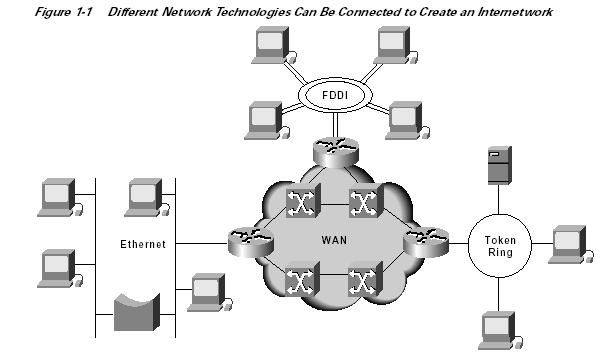 Figure 1-1 Different Network Technologies Can Be Connected to Create an Internetwork
FDDI
Ethernet
WAN
Token
Ring